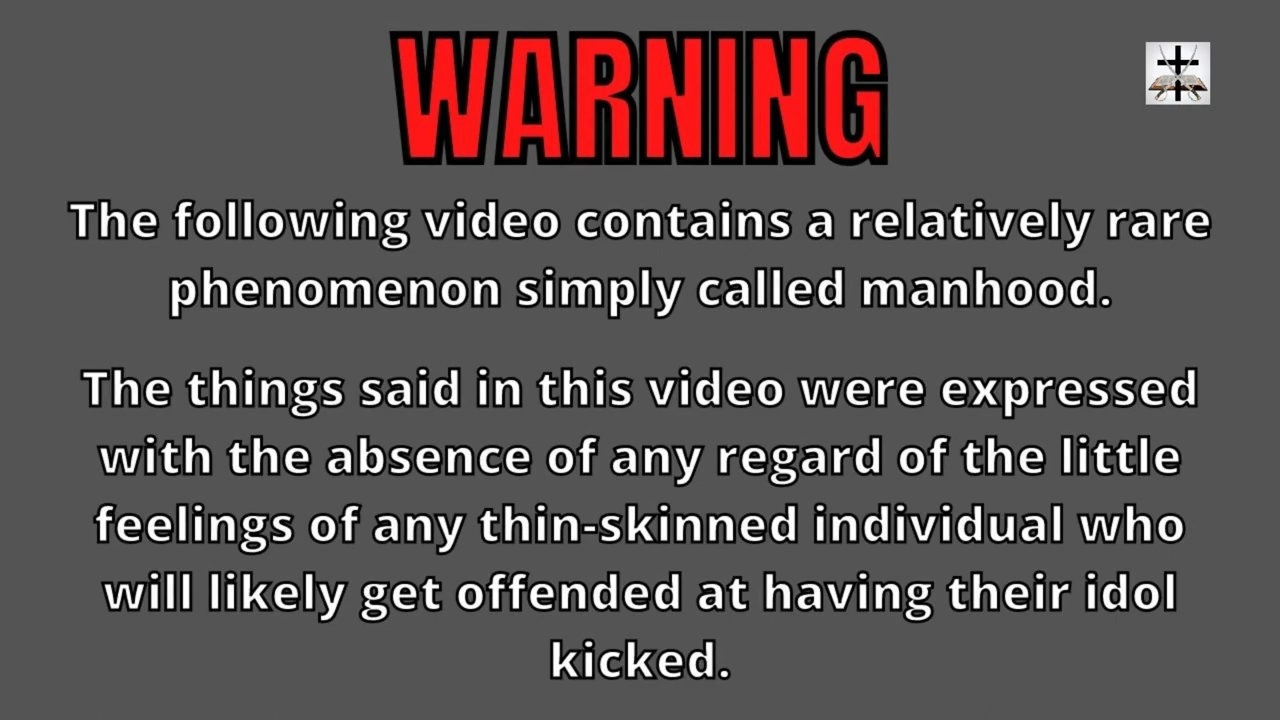 WARNING
The following video contains a relatively rare
phenomenon simply called manhood.
The things said in this video were expressed
with the absence of any regard of the little
feelings of any thin-skinned individual who
will likely get offended at having their idol
kicked.